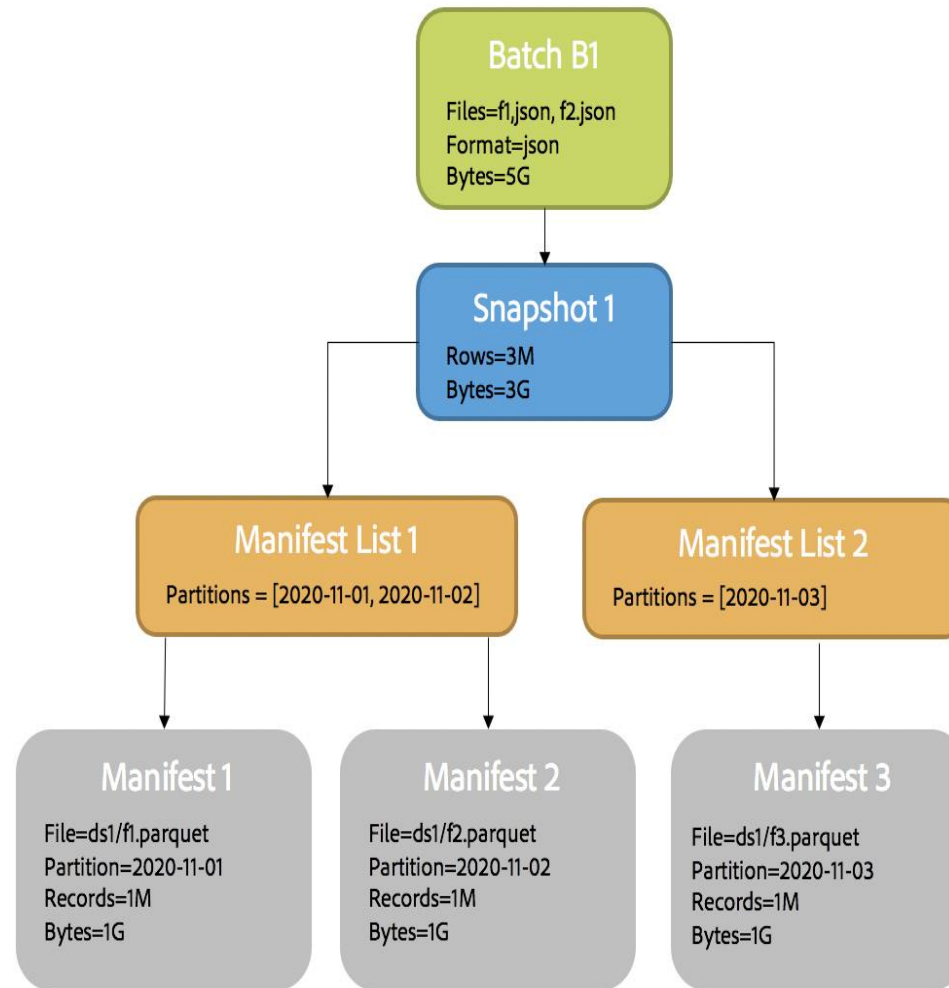 Batch B1
Files=f1,json, f2.json
Format=json
Bytes=5G
Snapshot 1
Rows=3M
Bytes=3G
Manifest List 1
Partitions = [2020-11-01, 2020-11-02]
Manifest List 2
Partitions = [2020-11-03]
Manifest 1
File=ds1/f1.parquet
Partition=2020-11-01
Records=1M
Bytes=1G
Manifest 2
File=ds1/f2.parquet
Partition=2020-11-02
Records=1M
Bytes=1G
Manifest 3
File=ds1/f3.parquet
Partition=2020-11-03
Records=1M
Bytes=1G